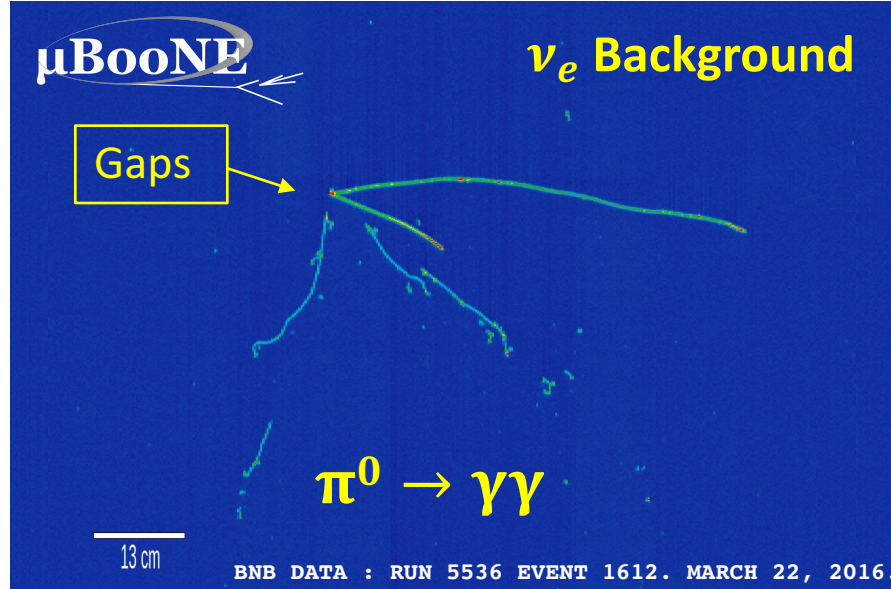 µBooNE
νₑ Background
Gaps
π⁰ → γγ
13 cm
BNB DATA : RUN 5536 EVENT 1612. MARCH 22, 2016.